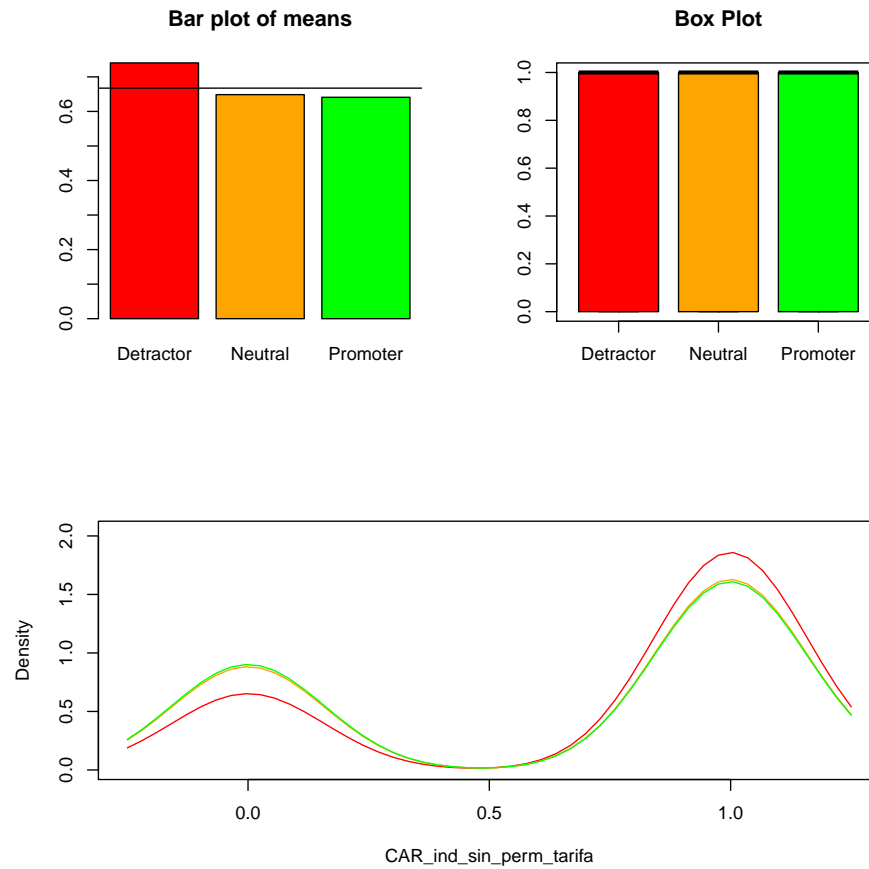 Bar plot of means
0.0
0.2
0.4
0.6
Detractor Neutral Promoter
Box Plot
0.0
0.2
0.4
0.6
0.8
1.0
Detractor Neutral Promoter
Density
0.0
0.5
1.0
1.5
2.0
0.0 0.5 1.0
CAR_ind_sin_perm_tarifa